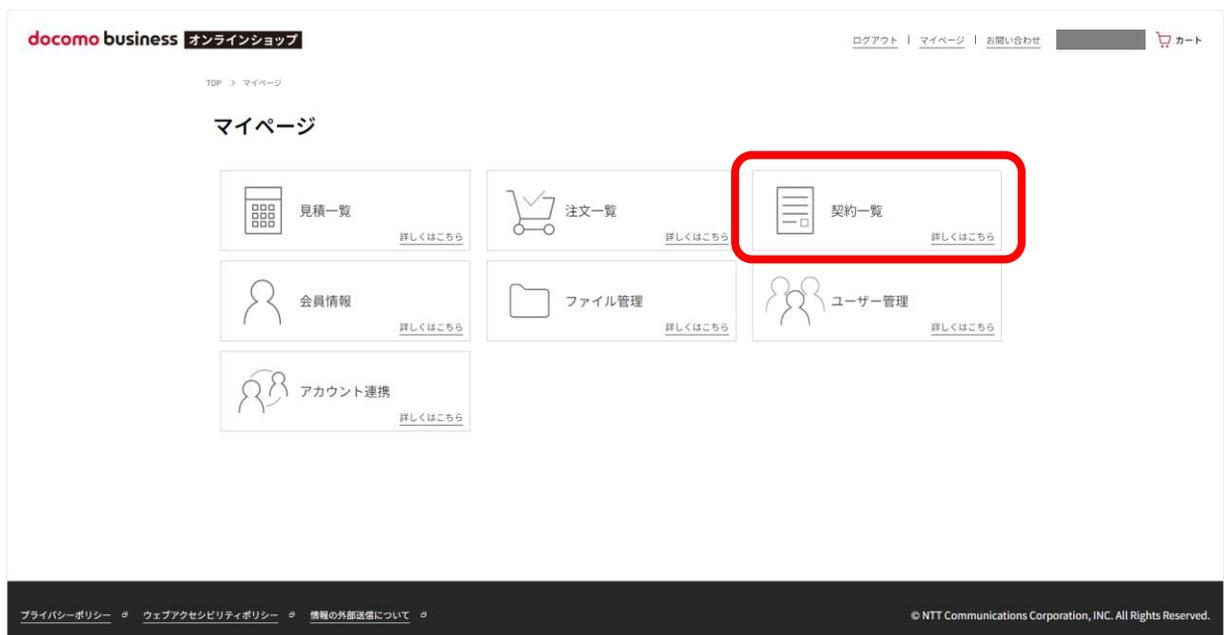 docomo business オンラインショップ
ログアウト | マイページ | お問い合わせ カート
TOP > マイページ
マイページ
見積一覧
詳しくはこちら
注文一覧
詳しくはこちら
契約一覧
詳しくはこちら
会員情報
詳しくはこちら
ファイル管理
詳しくはこちら
ユーザー管理
詳しくはこちら
アカウント連携
詳しくはこちら
プライバシーポリシー ウェブアクセシビリティポリシー 情報の外部送信について
© NTT Communications Corporation, INC. All Rights Reserved.